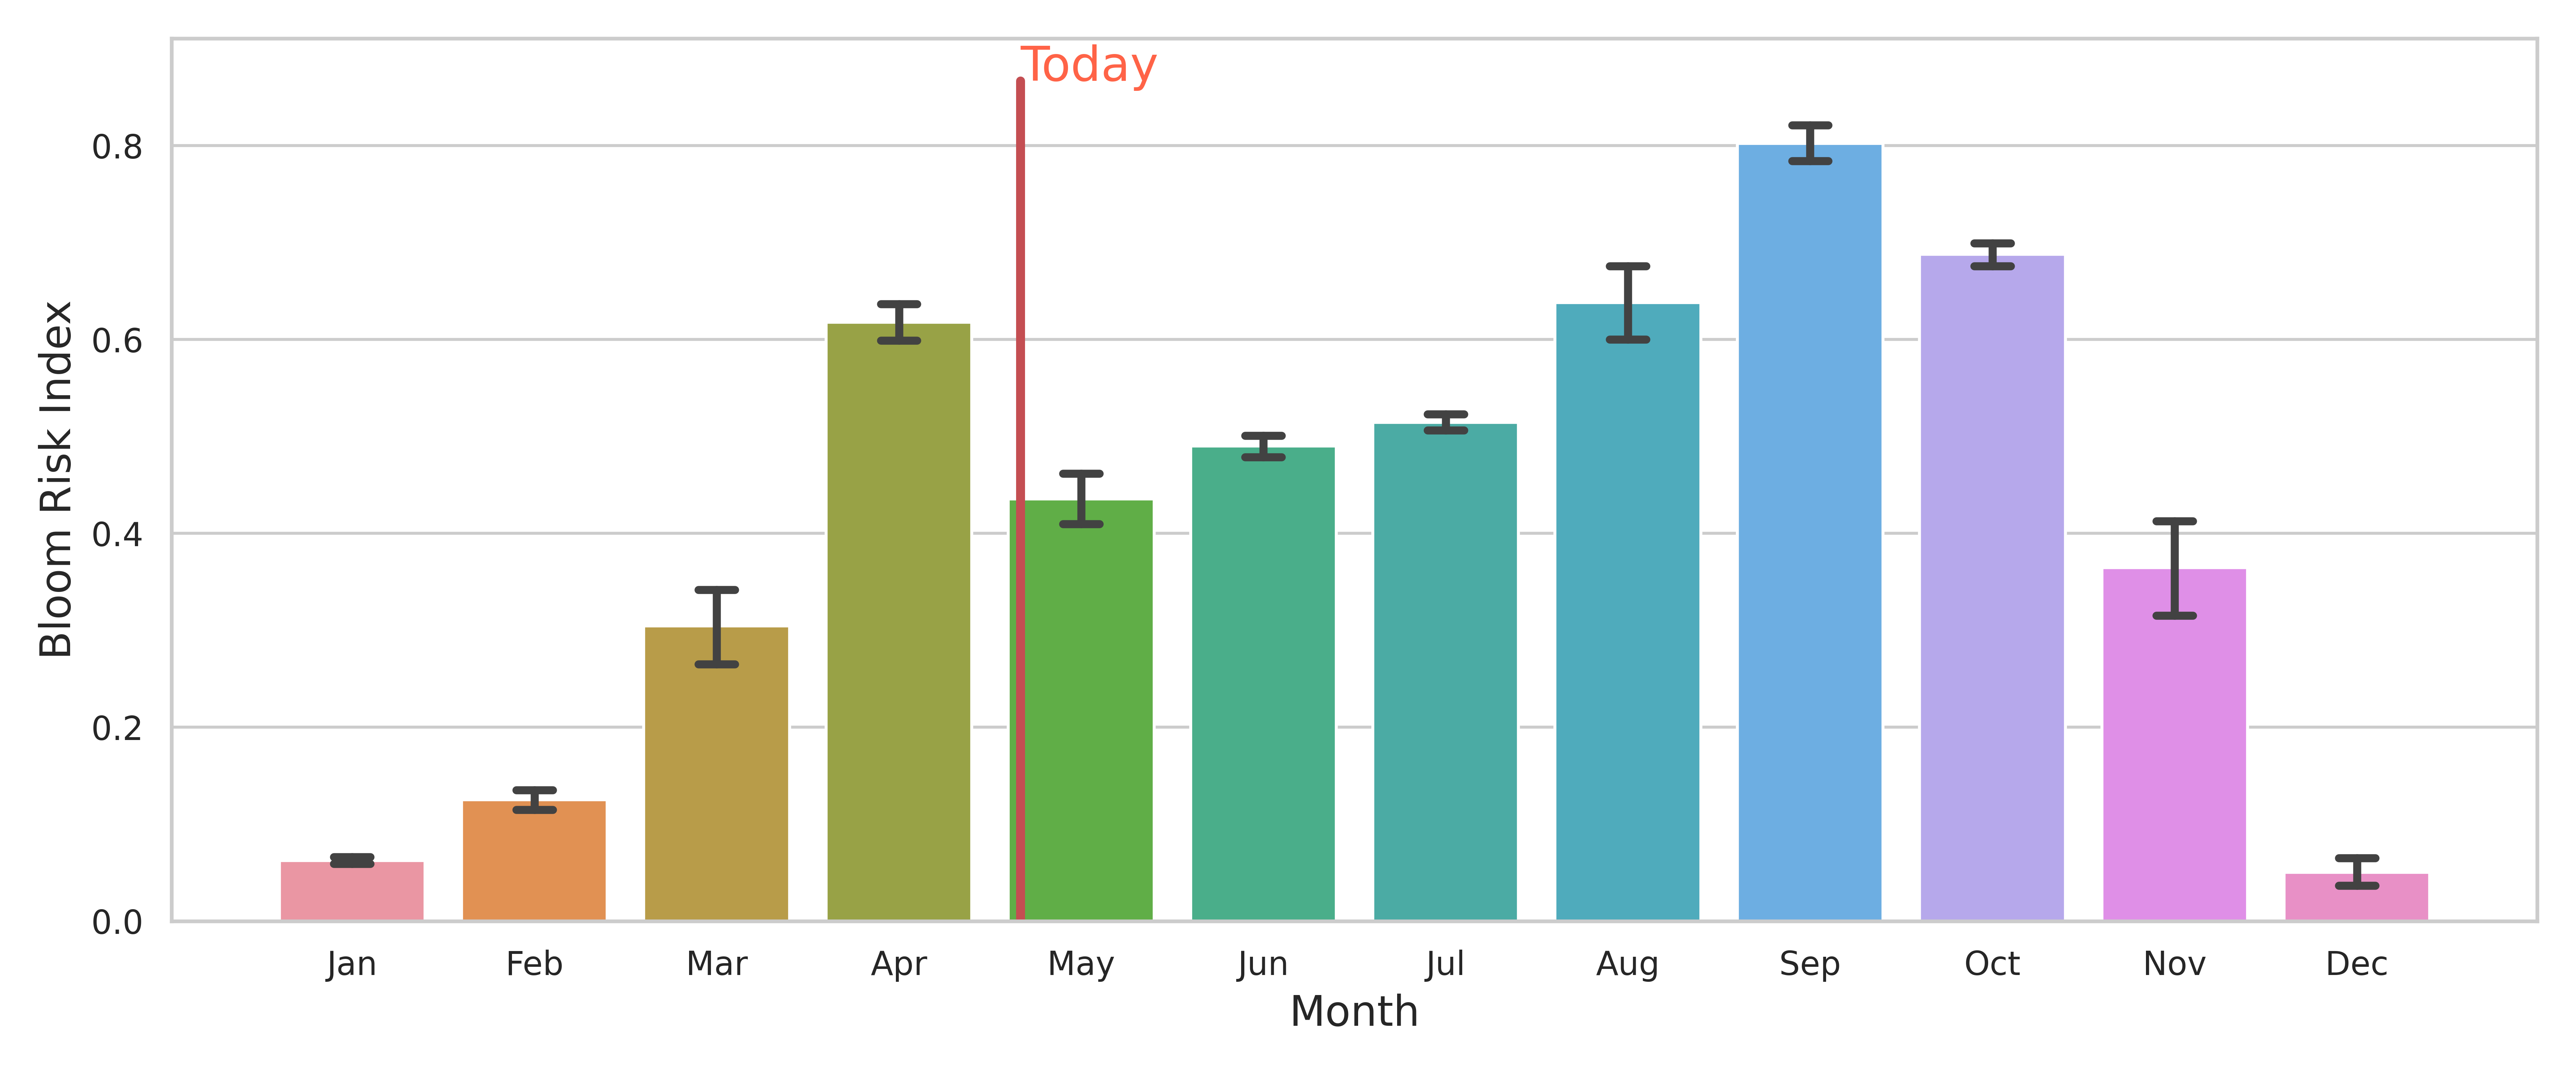 Today
0.8
0.6
0.4
0.2
0.0
Bloom Risk Index
Jan Feb Mar Apr May Jun Jul Aug Sep Oct Nov Dec
Month